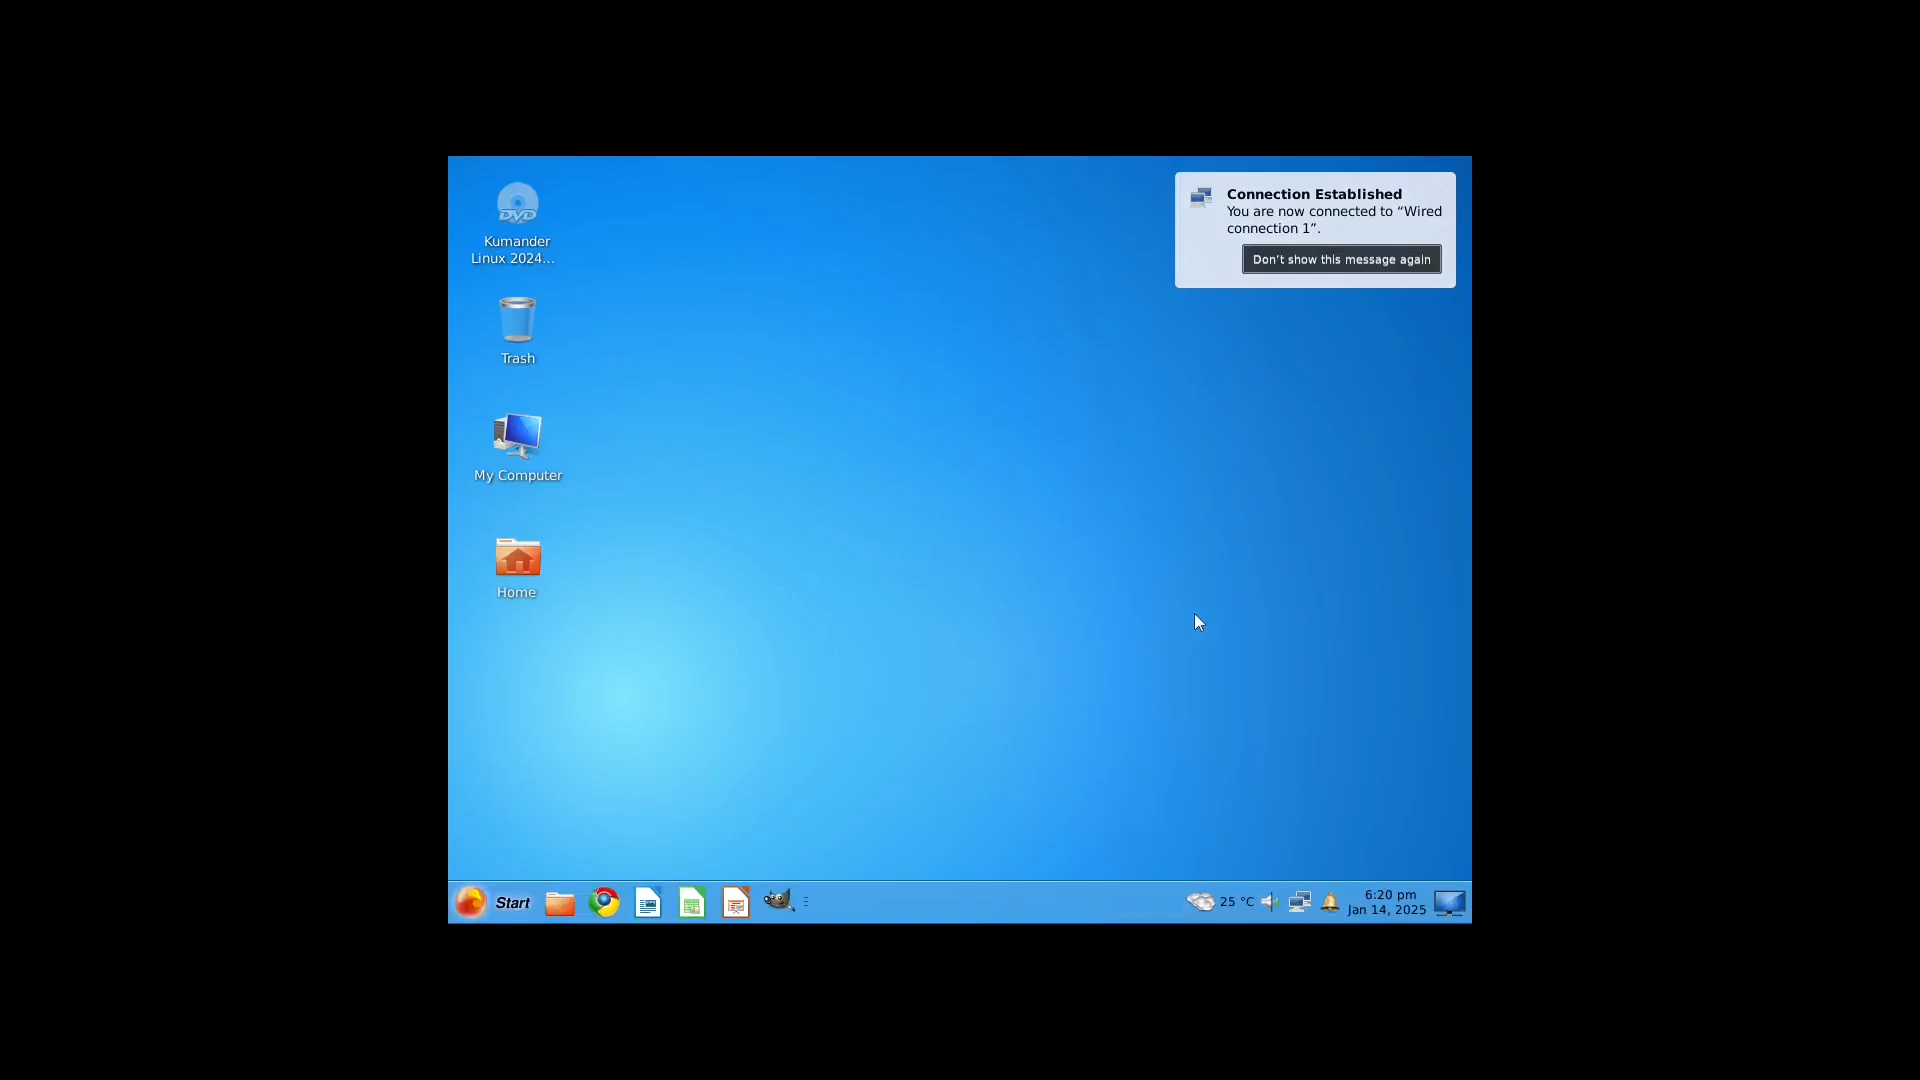 Connection Established
You are now connected to “Wired
connection 1”.
Don’t show this message again
DVD
Kumander
Linux 2024...
Trash
My Computer
Home
Start
25 °C
6:20 pm
Jan 14, 2025